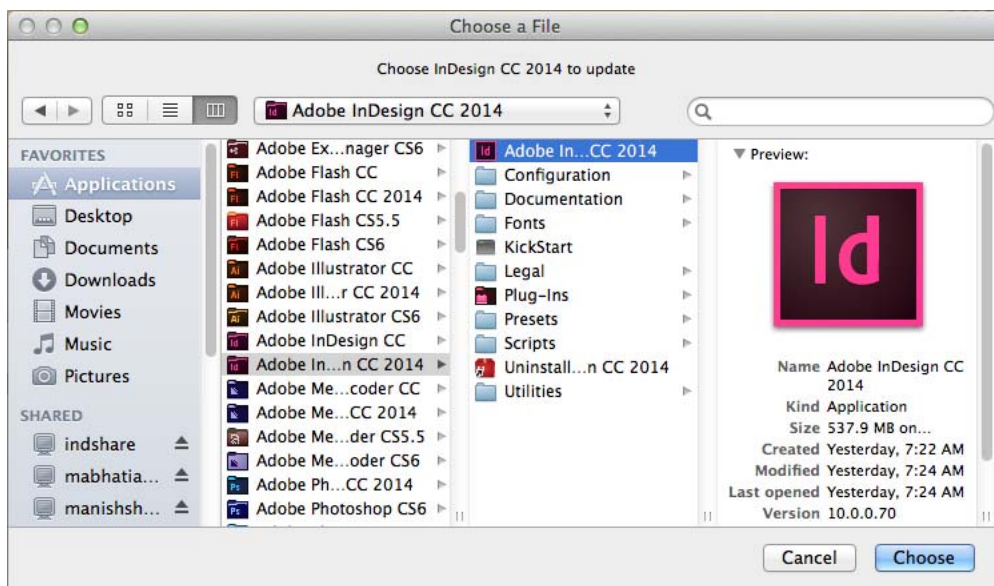 Choose a File
Choose InDesign CC 2014 to update
Adobe InDesign CC 2014
FAVORITES
Applications
Desktop
Documents
Downloads
Movies
Music
Pictures
SHARED
indshare
mabhatia...
manishsh...
Adobe Ex...nager CS6
Adobe Flash CC
Adobe Flash CC 2014
Adobe Flash CS5.5
Adobe Flash CS6
Adobe Illustrator CC
Adobe Ill...r CC 2014
Adobe Illustrator CS6
Adobe InDesign CC
Adobe In...n CC 2014
Adobe Me...coder CC
Adobe Me...CC 2014
Adobe Me...der CS5.5
Adobe Me...oder CS6
Adobe Ph...CC 2014
Adobe Photoshop CS6
Adobe In...CC 2014
Configuration
Documentation
Fonts
KickStart
Legal
Plug-Ins
Presets
Scripts
Uninstall...n CC 2014
Utilities
Preview:
Id
Name Adobe InDesign CC
2014
Kind Application
Size 537.9 MB on...
Created Yesterday, 7:22 AM
Modified Yesterday, 7:24 AM
Last opened Yesterday, 7:24 AM
Version 10.0.0.70
Cancel
Choose